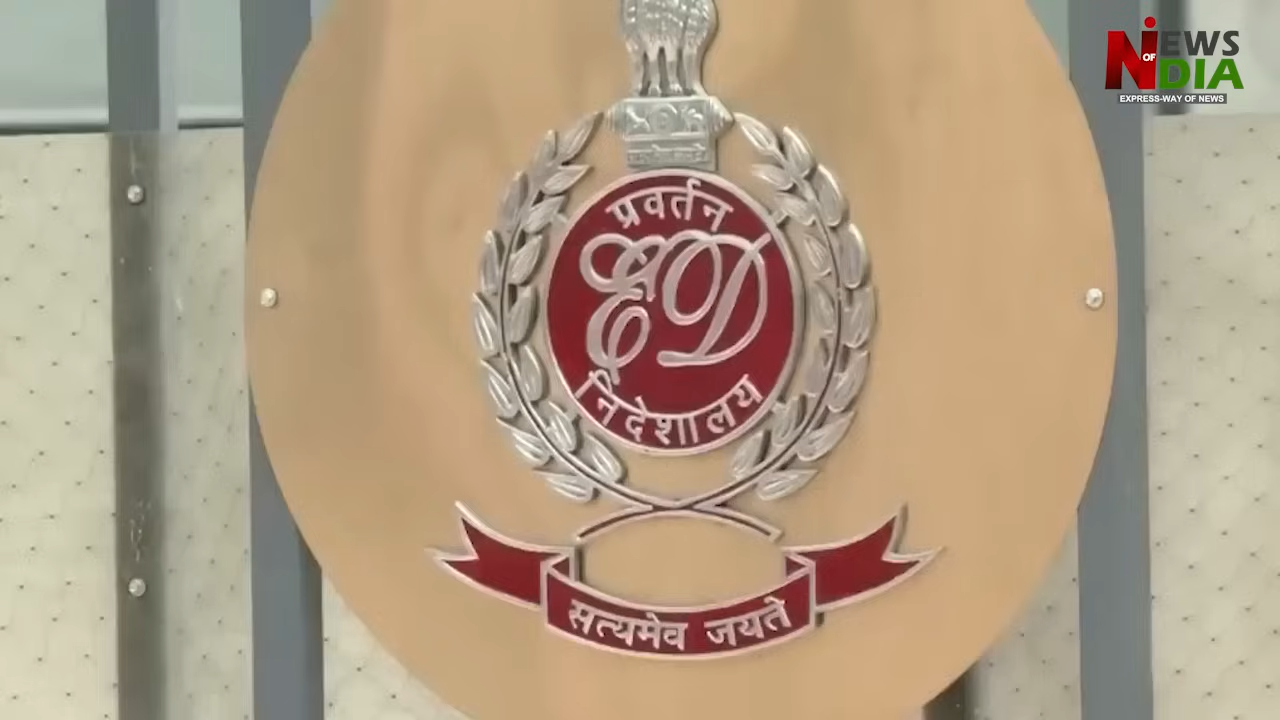 NEWS
OF
iNDIA
EXPRESS-WAY OF NEWS
प्रवर्तन
ED
निदेशालय
सत्यमेव जयते